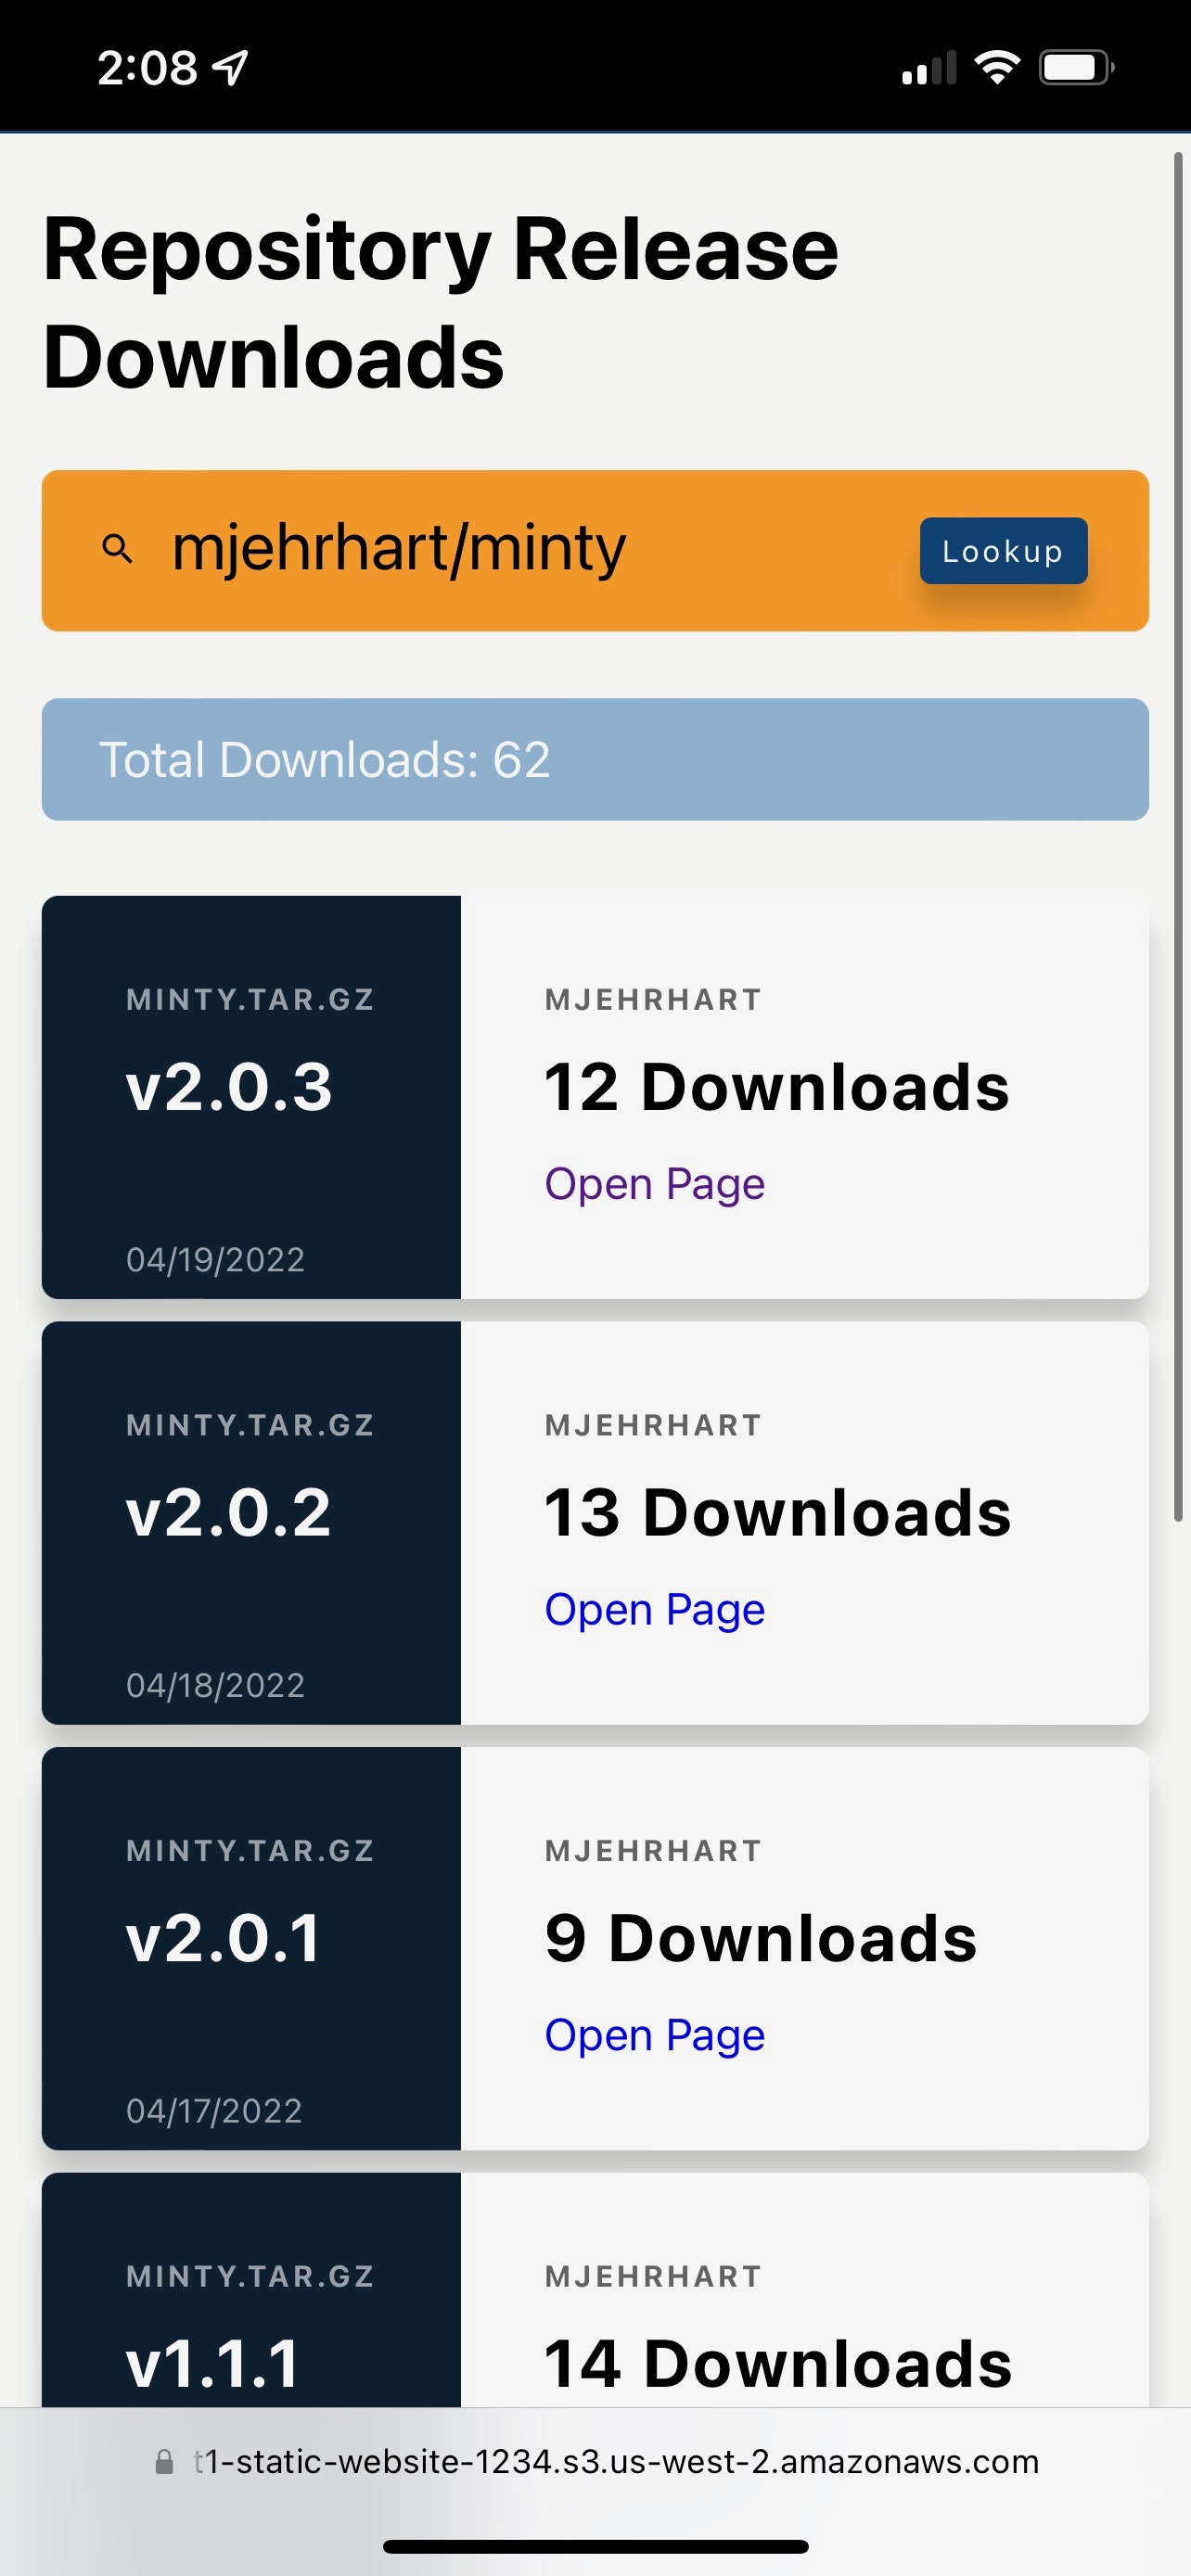 2:08
Repository Release
Downloads
mjehrhart/minty
Lookup
Total Downloads: 62
MINTY.TAR.GZ
v2.0.3
04/19/2022
MJEHRHART
12 Downloads
Open Page
MINTY.TAR.GZ
v2.0.2
04/18/2022
MJEHRHART
13 Downloads
Open Page
MINTY.TAR.GZ
v2.0.1
04/17/2022
MJEHRHART
9 Downloads
Open Page
MINTY.TAR.GZ
v1.1.1
MJEHRHART
14 Downloads
t1-static-website-1234.s3.us-west-2.amazonaws.com